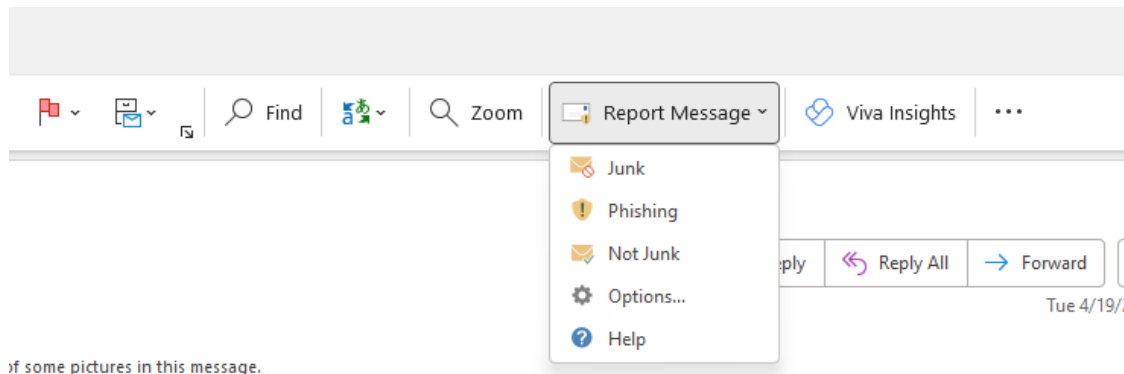 Find
Zoom
Report Message
Viva Insights
Junk
Phishing
Not Junk
ply
Reply All
Forward
Options...
Tue 4/19/
Help
of some pictures in this message.